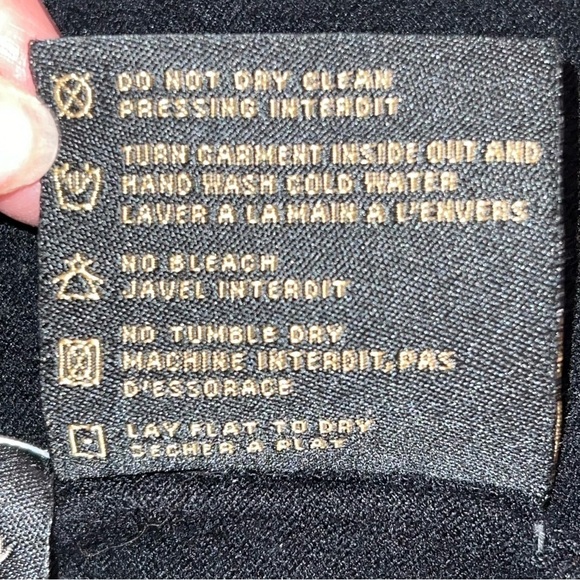 DO NOT DRY CLEAN
PRESSING INTERDIT
TURN GARMENT INSIDE OUT AND
HAND WASH COLD WATER
LAVER A LA MAIN A L'ENVERS
NO BLEACH
JAVEL INTERDIT
NO TUMBLE DRY
MACHINE INTERDIT, PAS
D'ESSORAGE
LAY FLAT TO DRY
SECHER A PLAT